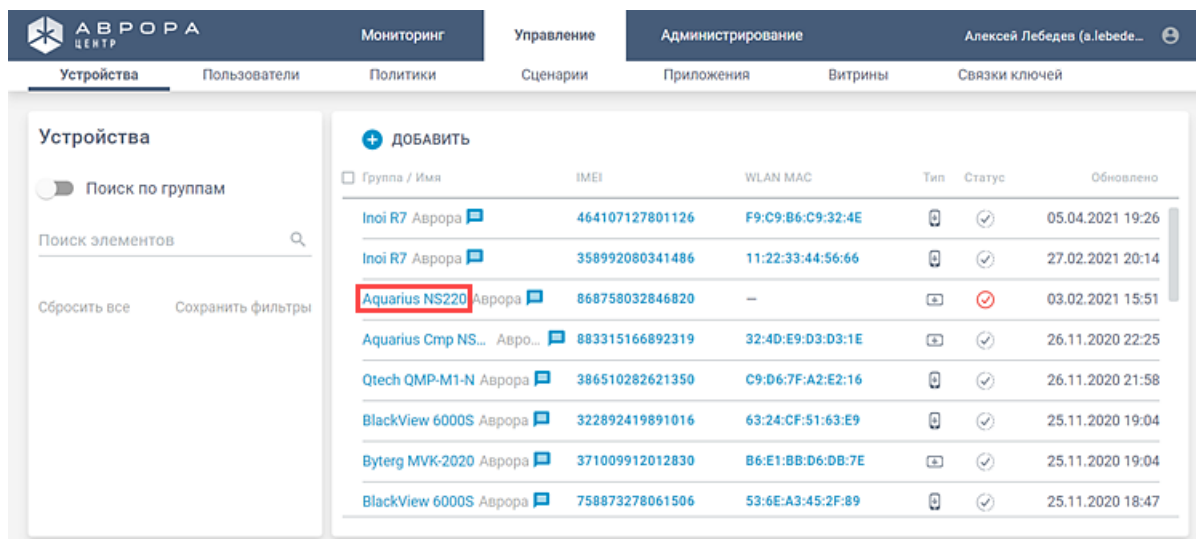 АВРОРА
ЦЕНТР
Мониторинг Управление Администрирование Алексей Лебедев (a.lebede...
Устройства Пользователи Политики Сценарии Приложения Витрины Связки ключей
Устройства
Поиск по группам
Поиск элементов
Сбросить все Сохранить фильтры
ДОБАВИТЬ
Группа / Имя IMEI WLAN MAC Тип Статус Обновлено
Inoi R7 Аврора 464107127801126 F9:C9:B6:C9:32:4E 05.04.2021 19:26
Inoi R7 Аврора 358992080341486 11:22:33:44:56:66 27.02.2021 20:14
Aquarius NS220 Аврора 868758032846820 — 03.02.2021 15:51
Aquarius Cmp NS... Авро... 883315166892319 32:4D:E9:D3:D3:1E 26.11.2020 22:25
Qtech QMP-M1-N Аврора 386510282621350 C9:D6:7F:A2:E2:16 26.11.2020 21:58
BlackView 6000S Аврора 322892419891016 63:24:CF:51:63:E9 25.11.2020 19:04
Byterg MVK-2020 Аврора 371009912012830 B6:E1:BB:D6:DB:7E 25.11.2020 19:04
BlackView 6000S Аврора 758873278061506 53:6E:A3:45:2F:89 25.11.2020 18:47